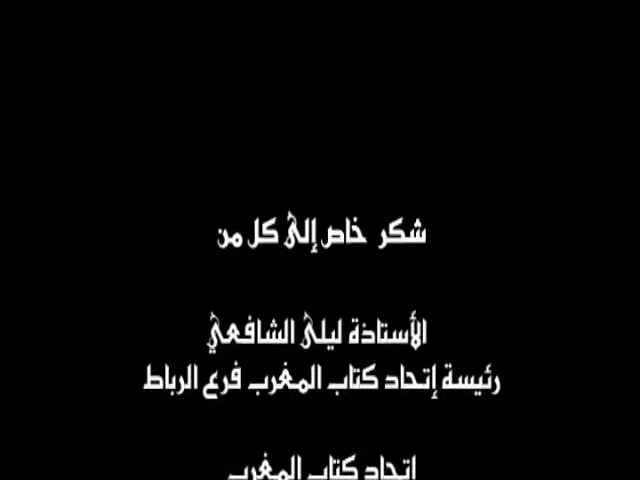 شكر خاص إلى كل من
الأستاذة ليلى الشافعي
رئيسة إتحاد كتاب المغرب فرع الرباط
اتحاد كتاب المغرب